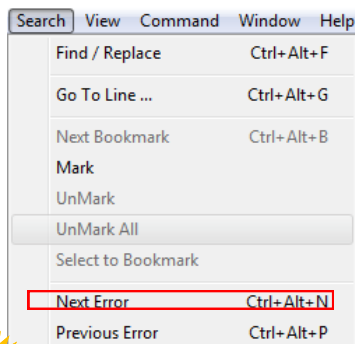 Search View Command Window Help
Find / Replace Ctrl+Alt+F
Go To Line ... Ctrl+Alt+G
Next Bookmark Ctrl+Alt+B
Mark
UnMark
UnMark All
Select to Bookmark
Next Error Ctrl+Alt+N
Previous Error Ctrl+Alt+P